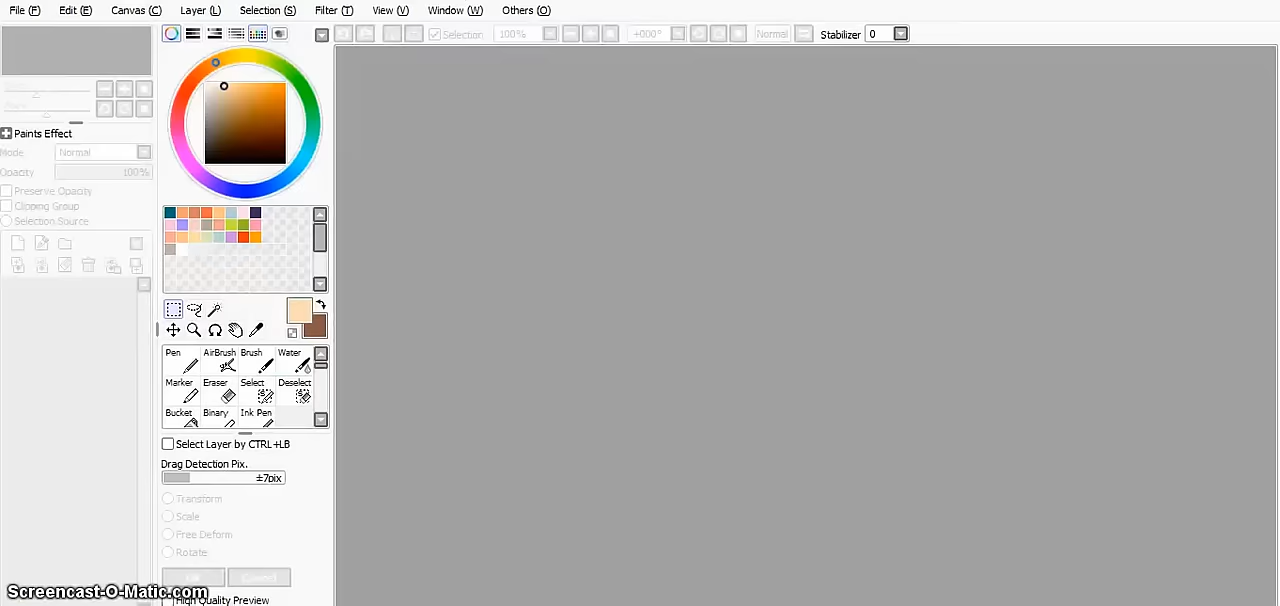 File (F) Edit (E) Canvas (C) Layer (L) Selection (S) Filter (T) View (V) Window (W) Others (O)
Selection 100% +000° Normal Stabilizer 0
Paints Effect
Mode Normal
Opacity 100%
Preserve Opacity
Clipping Group
Selection Source
Pen AirBrush Brush Water
Marker Eraser Select Deselect
Bucket Binary Ink Pen
Select Layer by CTRL+LB
Drag Detection Pix.
±7pix
Transform
Scale
Free Deform
Rotate
High Quality Preview
Screencast-O-Matic.com